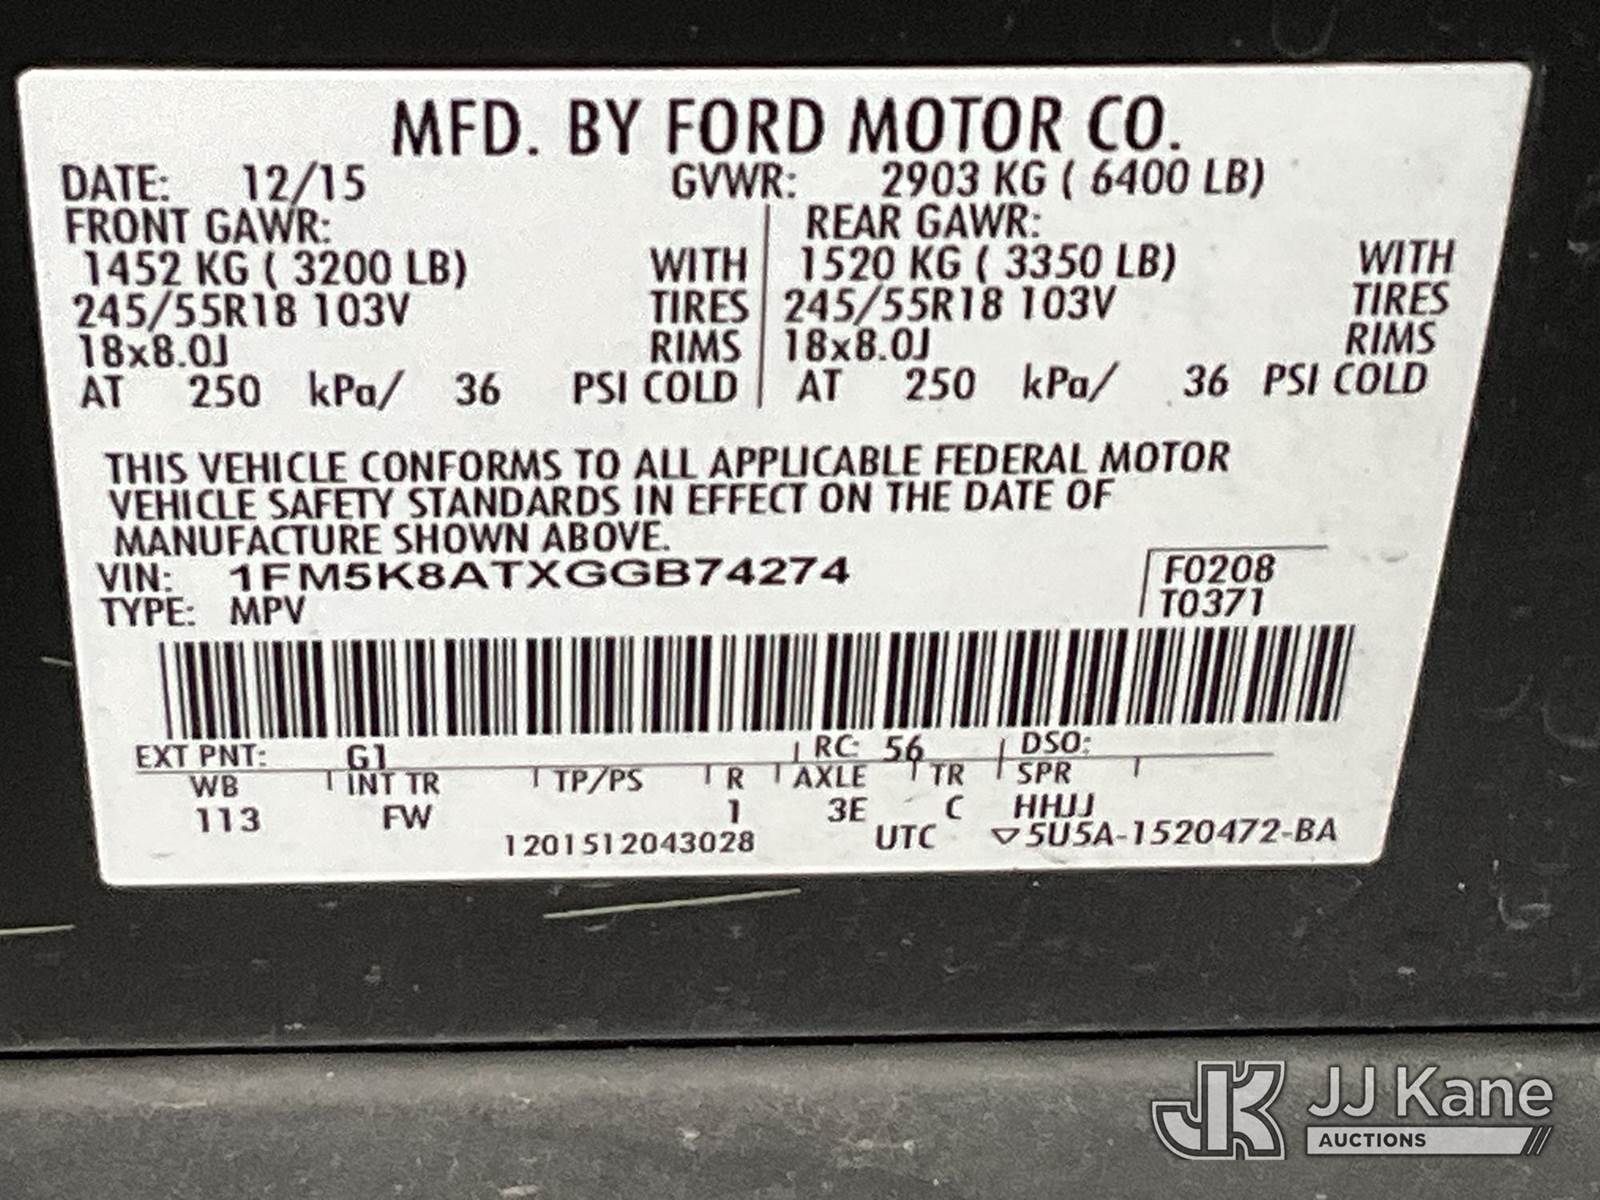 MFD. BY FORD MOTOR CO.
DATE: 12/15 GVWR: 2903 KG ( 6400 LB)
FRONT GAWR: REAR GAWR:
1452 KG ( 3200 LB) WITH 1520 KG ( 3350 LB) WITH
245/55R18 103V TIRES 245/55R18 103V TIRES
18x8.0J RIMS 18x8.0J RIMS
AT 250 kPa/ 36 PSI COLD AT 250 kPa/ 36 PSI COLD
THIS VEHICLE CONFORMS TO ALL APPLICABLE FEDERAL MOTOR
VEHICLE SAFETY STANDARDS IN EFFECT ON THE DATE OF
MANUFACTURE SHOWN ABOVE.
VIN: 1FM5K8ATXGGB74274 F0208
TYPE: MPV T0371
EXT PNT: G1 RC: 56 DSO:
WB INT TR TP/PS R AXLE TR SPR
113 FW 1 3E C HHJJ
1201512043028 UTC ▽5U5A-1520472-BA
JK JJ Kane
AUCTIONS